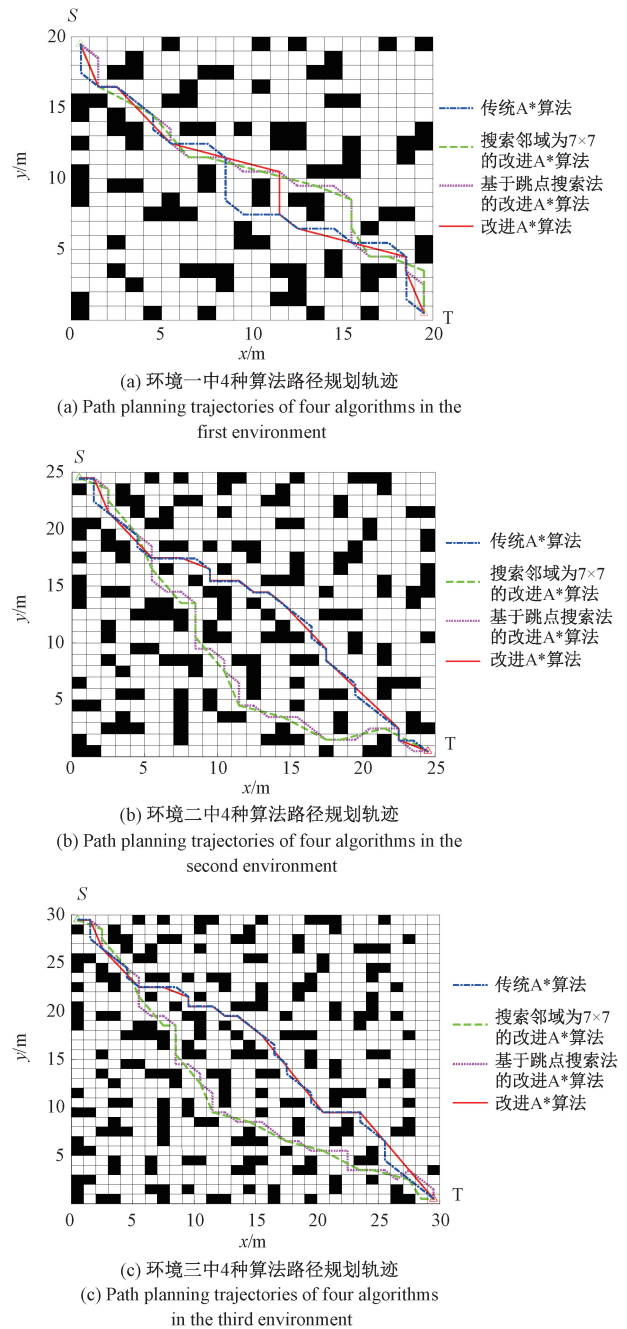 S
20
15
10
5
0
5
10
15
20
y/m
x/m
T
传统A*算法
搜索邻域为7×7
的改进A*算法
基于跳点搜索法
的改进A*算法
改进A*算法
(a) 环境一中4种算法路径规划轨迹
(a) Path planning trajectories of four algorithms in the
first environment
S
25
20
15
10
5
0
5
10
15
20
25
y/m
x/m
T
传统A*算法
搜索邻域为7×7
的改进A*算法
基于跳点搜索法
的改进A*算法
改进A*算法
(b) 环境二中4种算法路径规划轨迹
(b) Path planning trajectories of four algorithms in the
second environment
S
30
25
20
15
10
5
0
5
10
15
20
25
30
y/m
x/m
T
传统A*算法
搜索邻域为7×7
的改进A*算法
基于跳点搜索法
的改进A*算法
改进A*算法
(c) 环境三中4种算法路径规划轨迹
(c) Path planning trajectories of four algorithms
in the third environment